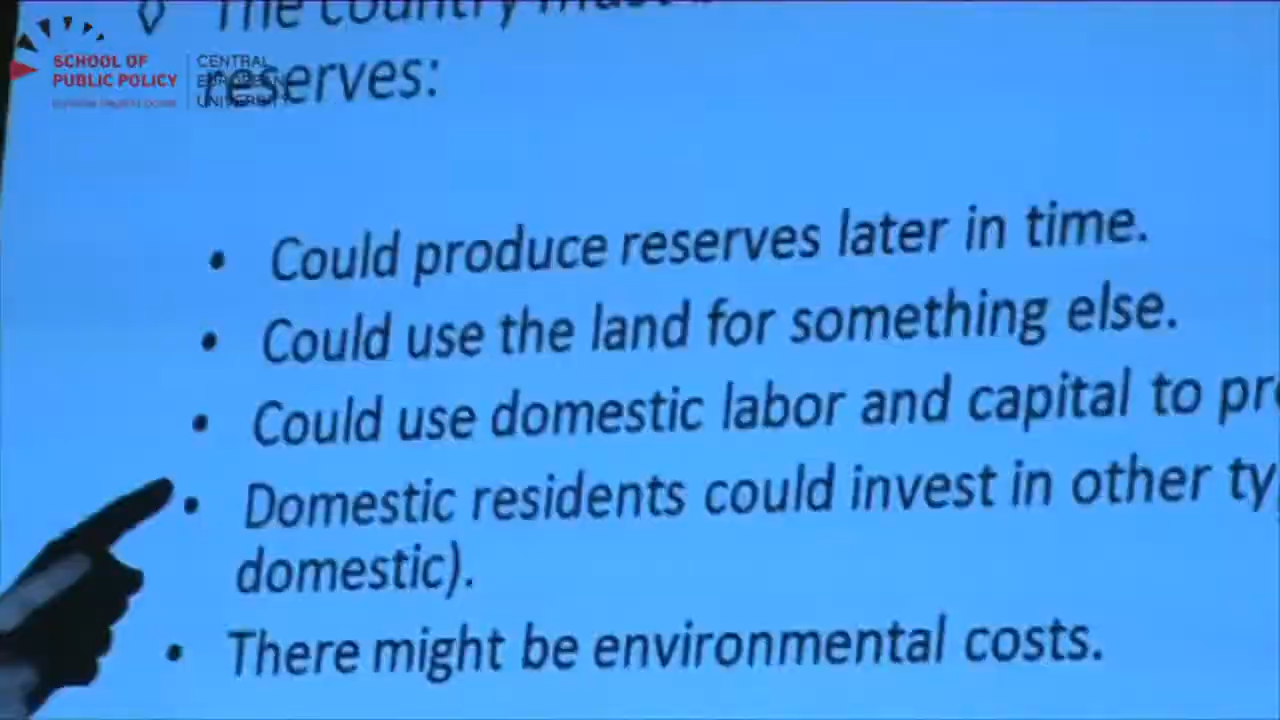 The country must
reserves:
SCHOOL OF
PUBLIC POLICY
CENTRAL
EUROPEAN
UNIVERSITY
• Could produce reserves later in time.
• Could use the land for something else.
• Could use domestic labor and capital to pr
• Domestic residents could invest in other ty
domestic).
• There might be environmental costs.